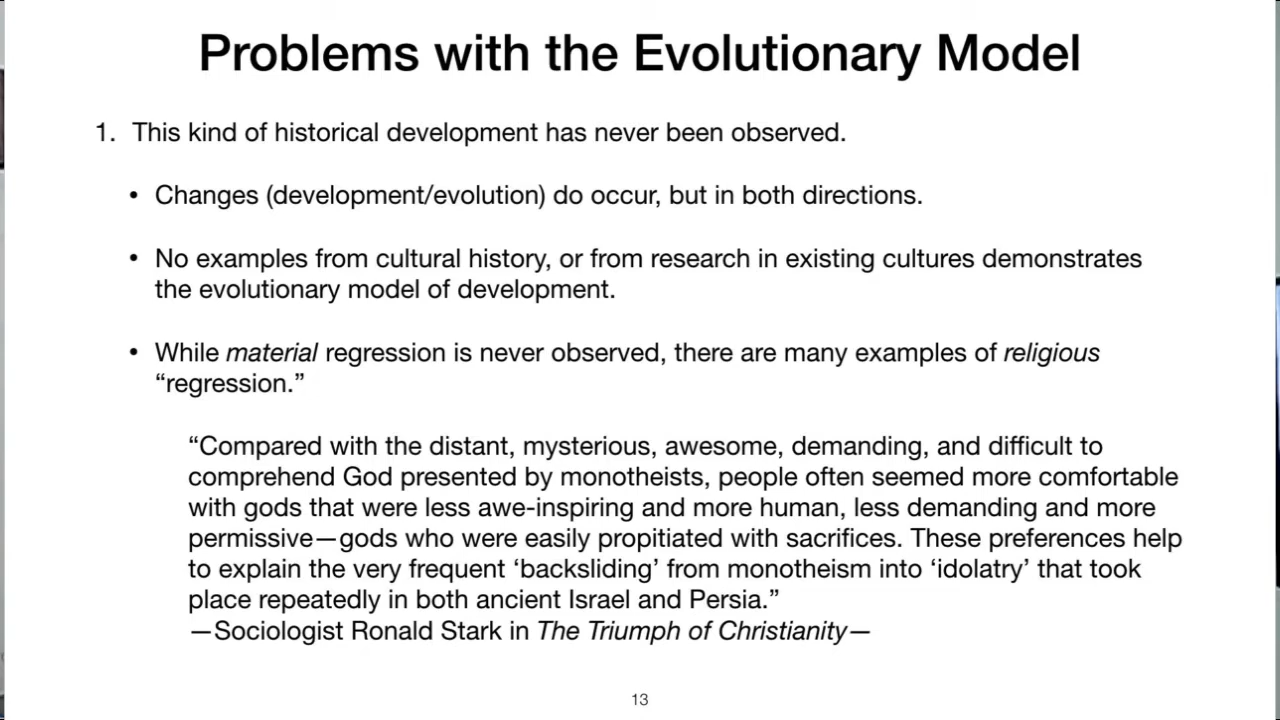 Problems with the Evolutionary Model
1. This kind of historical development has never been observed.
• Changes (development/evolution) do occur, but in both directions.
• No examples from cultural history, or from research in existing cultures demonstrates
the evolutionary model of development.
• While material regression is never observed, there are many examples of religious
“regression.”
“Compared with the distant, mysterious, awesome, demanding, and difficult to
comprehend God presented by monotheists, people often seemed more comfortable
with gods that were less awe-inspiring and more human, less demanding and more
permissive—gods who were easily propitiated with sacrifices. These preferences help
to explain the very frequent ‘backsliding’ from monotheism into ‘idolatry’ that took
place repeatedly in both ancient Israel and Persia.”
—Sociologist Ronald Stark in The Triumph of Christianity—
13